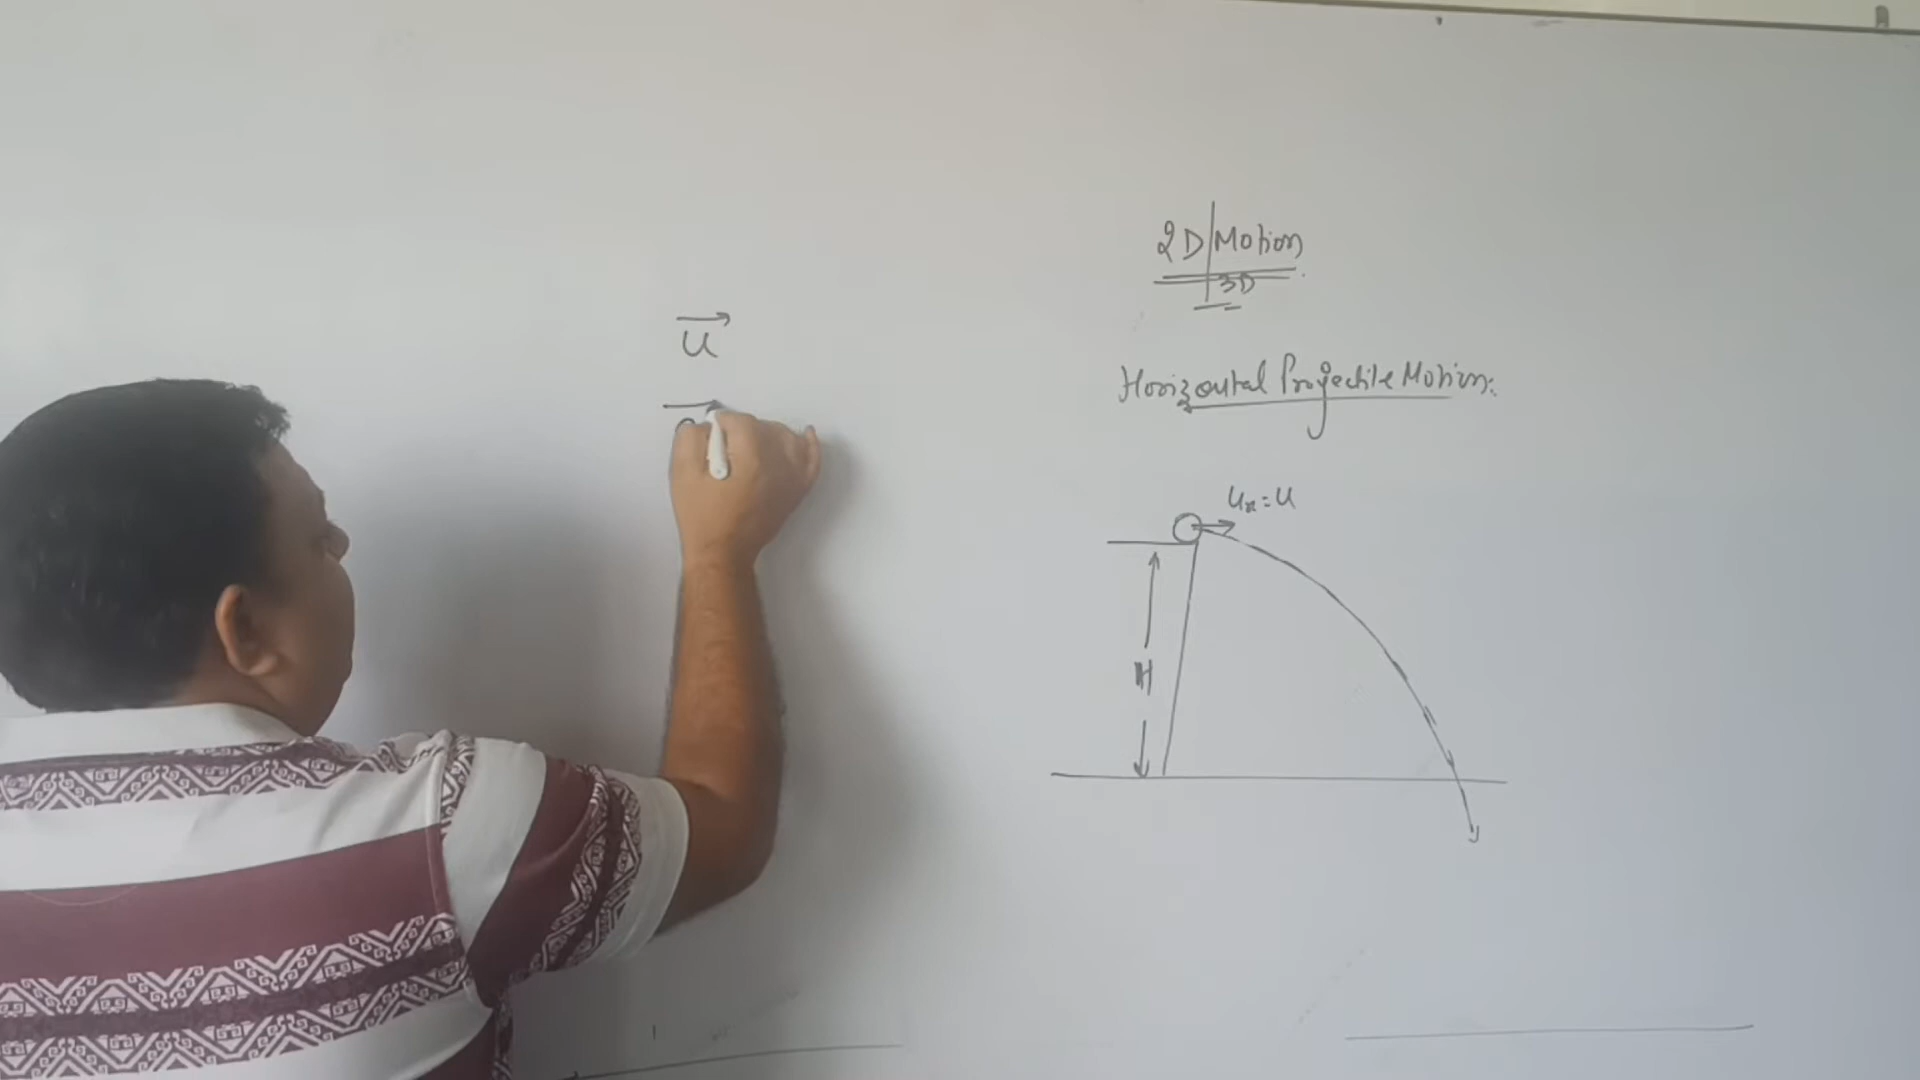 2D Motion
3D
Horizontal Projectile Motion:
u
uₓ = u
H